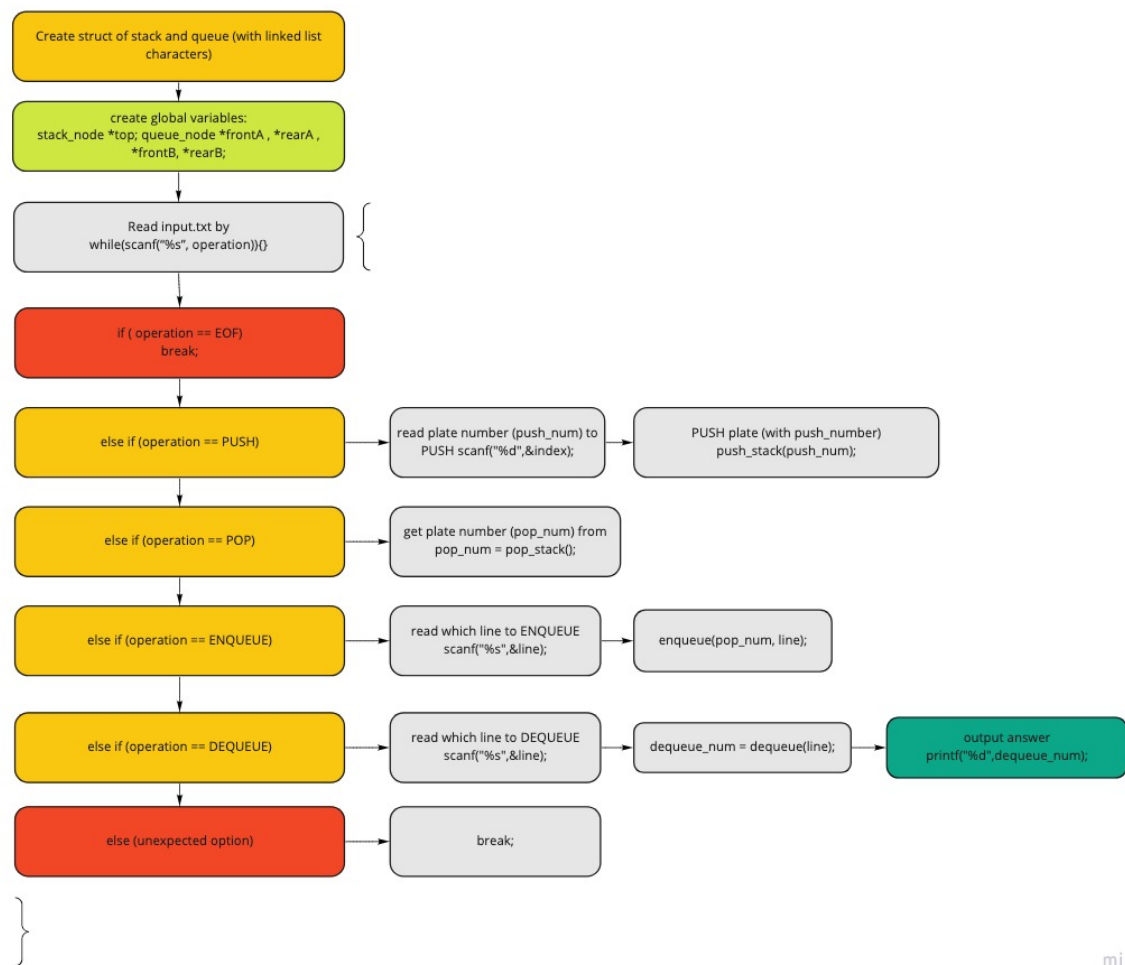 Create struct of stack and queue (with linked list
characters)
create global variables:
stack_node *top; queue_node *frontA , *rearA ,
*frontB, *rearB;
Read input.txt by
while(scanf(“%s”, operation)){}
{
if ( operation == EOF)
break;
else if (operation == PUSH)
read plate number (push_num) to
PUSH scanf("%d",&index);
PUSH plate (with push_number)
push_stack(push_num);
else if (operation == POP)
get plate number (pop_num) from
pop_num = pop_stack();
else if (operation == ENQUEUE)
read which line to ENQUEUE
scanf("%s",&line);
enqueue(pop_num, line);
else if (operation == DEQUEUE)
read which line to DEQUEUE
scanf("%s",&line);
dequeue_num = dequeue(line);
output answer
printf("%d",dequeue_num);
else (unexpected option)
break;
}
mi